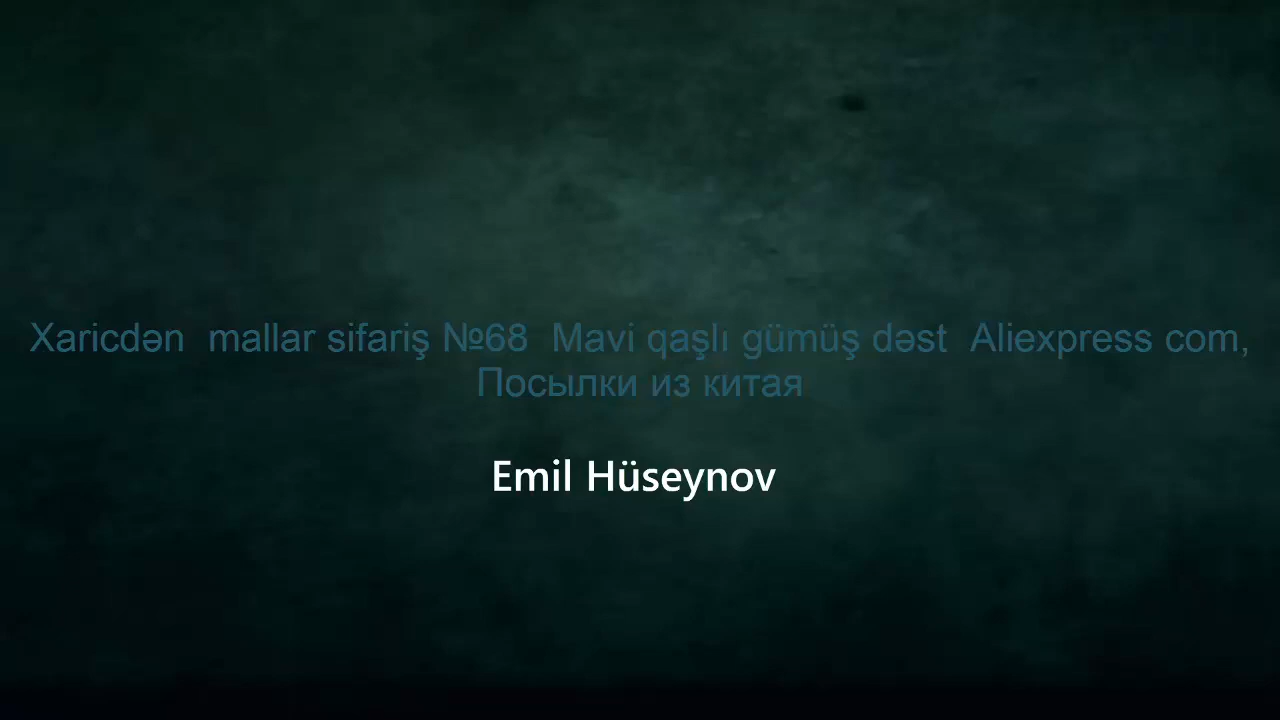 Xaricdən  mallar sifariş №68  Mavi qaşlı gümüş dəst  Aliexpress com,
Посылки из китая
Emil Hüseynov